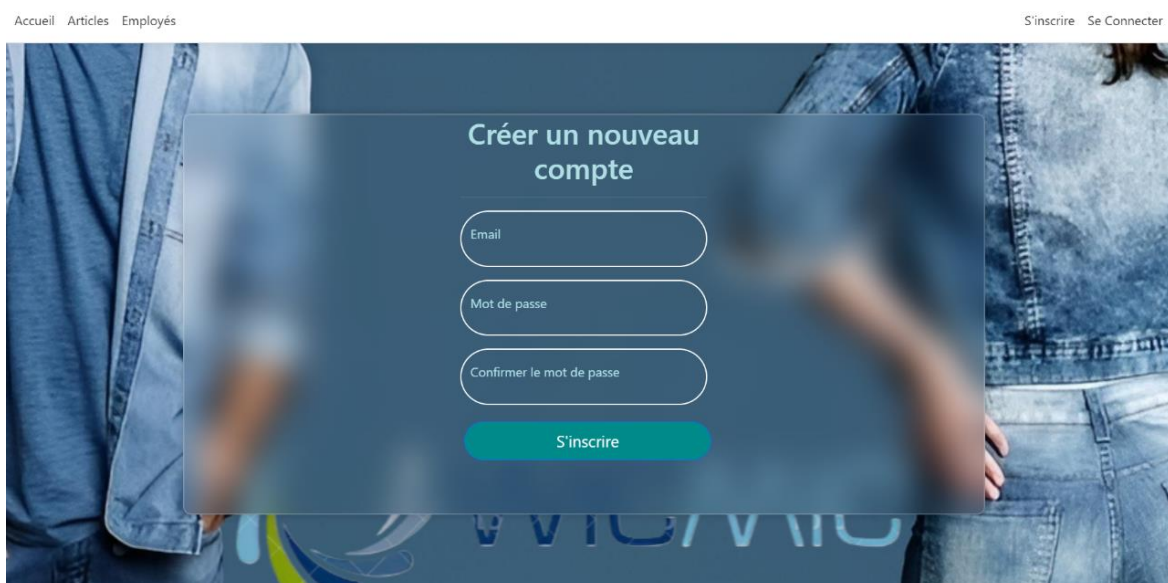 Accueil Articles Employés
S'inscrire Se Connecter
Créer un nouveau
compte
Email
Mot de passe
Confirmer le mot de passe
S'inscrire